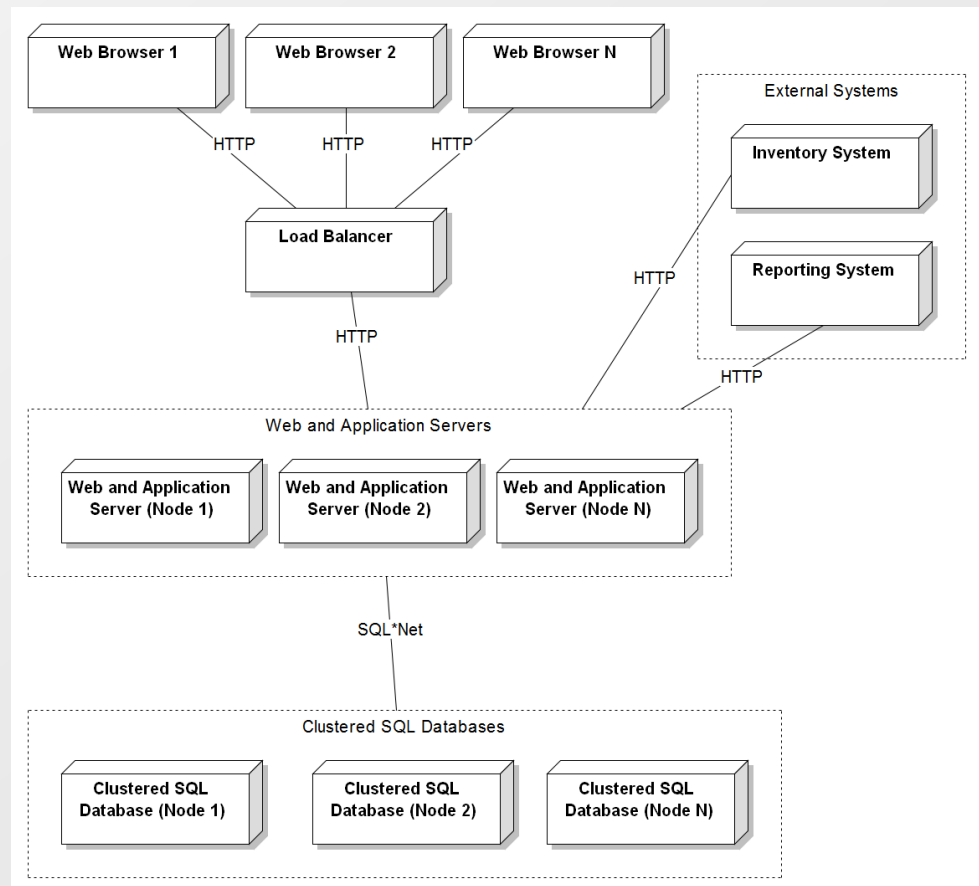 Web Browser 1
Web Browser 2
Web Browser N
External Systems
Inventory System
HTTP
HTTP
HTTP
Load Balancer
Reporting System
HTTP
HTTP
HTTP
Web and Application Servers
Web and Application
Server (Node 1)
Web and Application
Server (Node 2)
Web and Application
Server (Node N)
SQL*Net
Clustered SQL Databases
Clustered SQL
Database (Node 1)
Clustered SQL
Database (Node 2)
Clustered SQL
Database (Node N)